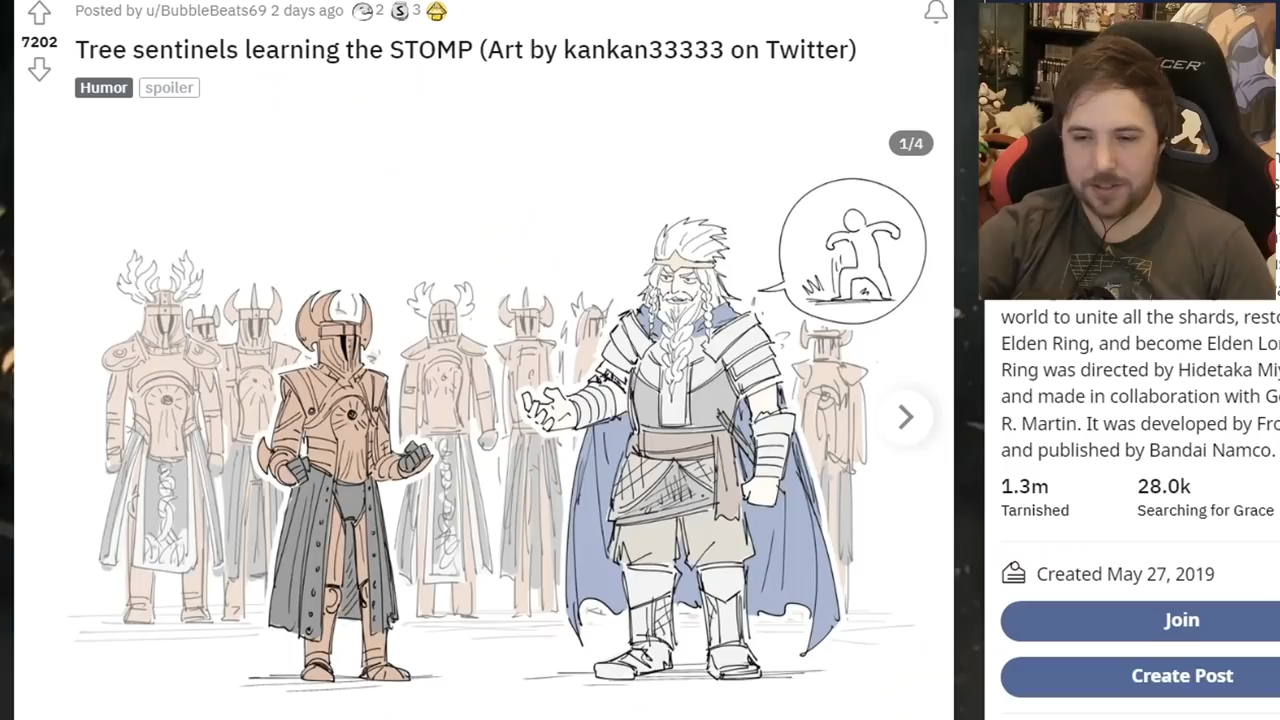 Posted by u/BubbleBeats69 2 days ago 2 3
7202
Tree sentinels learning the STOMP (Art by kankan33333 on Twitter)
Humor spoiler
1/4
CER
world to unite all the shards, resto
Elden Ring, and become Elden Lor
Ring was directed by Hidetaka Miy
and made in collaboration with Ge
R. Martin. It was developed by Fro
and published by Bandai Namco.
1.3m 28.0k
Tarnished Searching for Grace
Created May 27, 2019
Join
Create Post